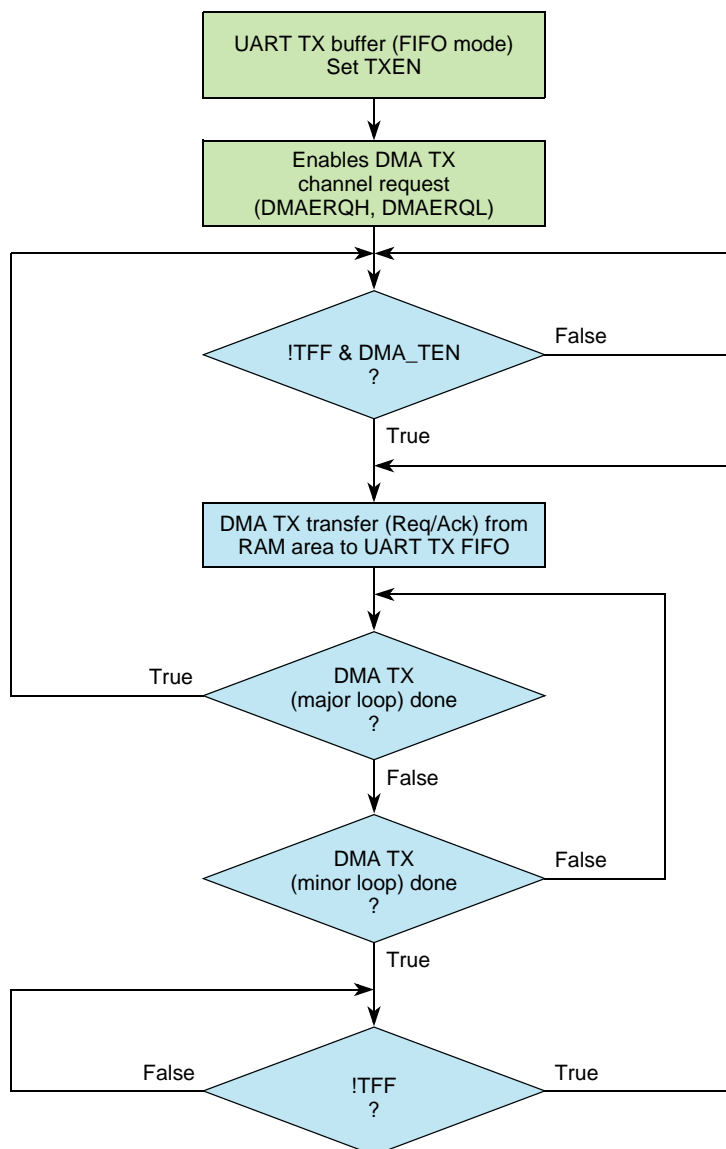 UART TX buffer (FIFO mode)
Set TXEN
Enables DMA TX
channel request
(DMAERQH, DMAERQL)
!TFF & DMA_TEN
?
False
True
DMA TX transfer (Req/Ack) from
RAM area to UART TX FIFO
True
DMA TX
(major loop) done
?
False
DMA TX
(minor loop) done
?
False
True
False
!TFF
?
True